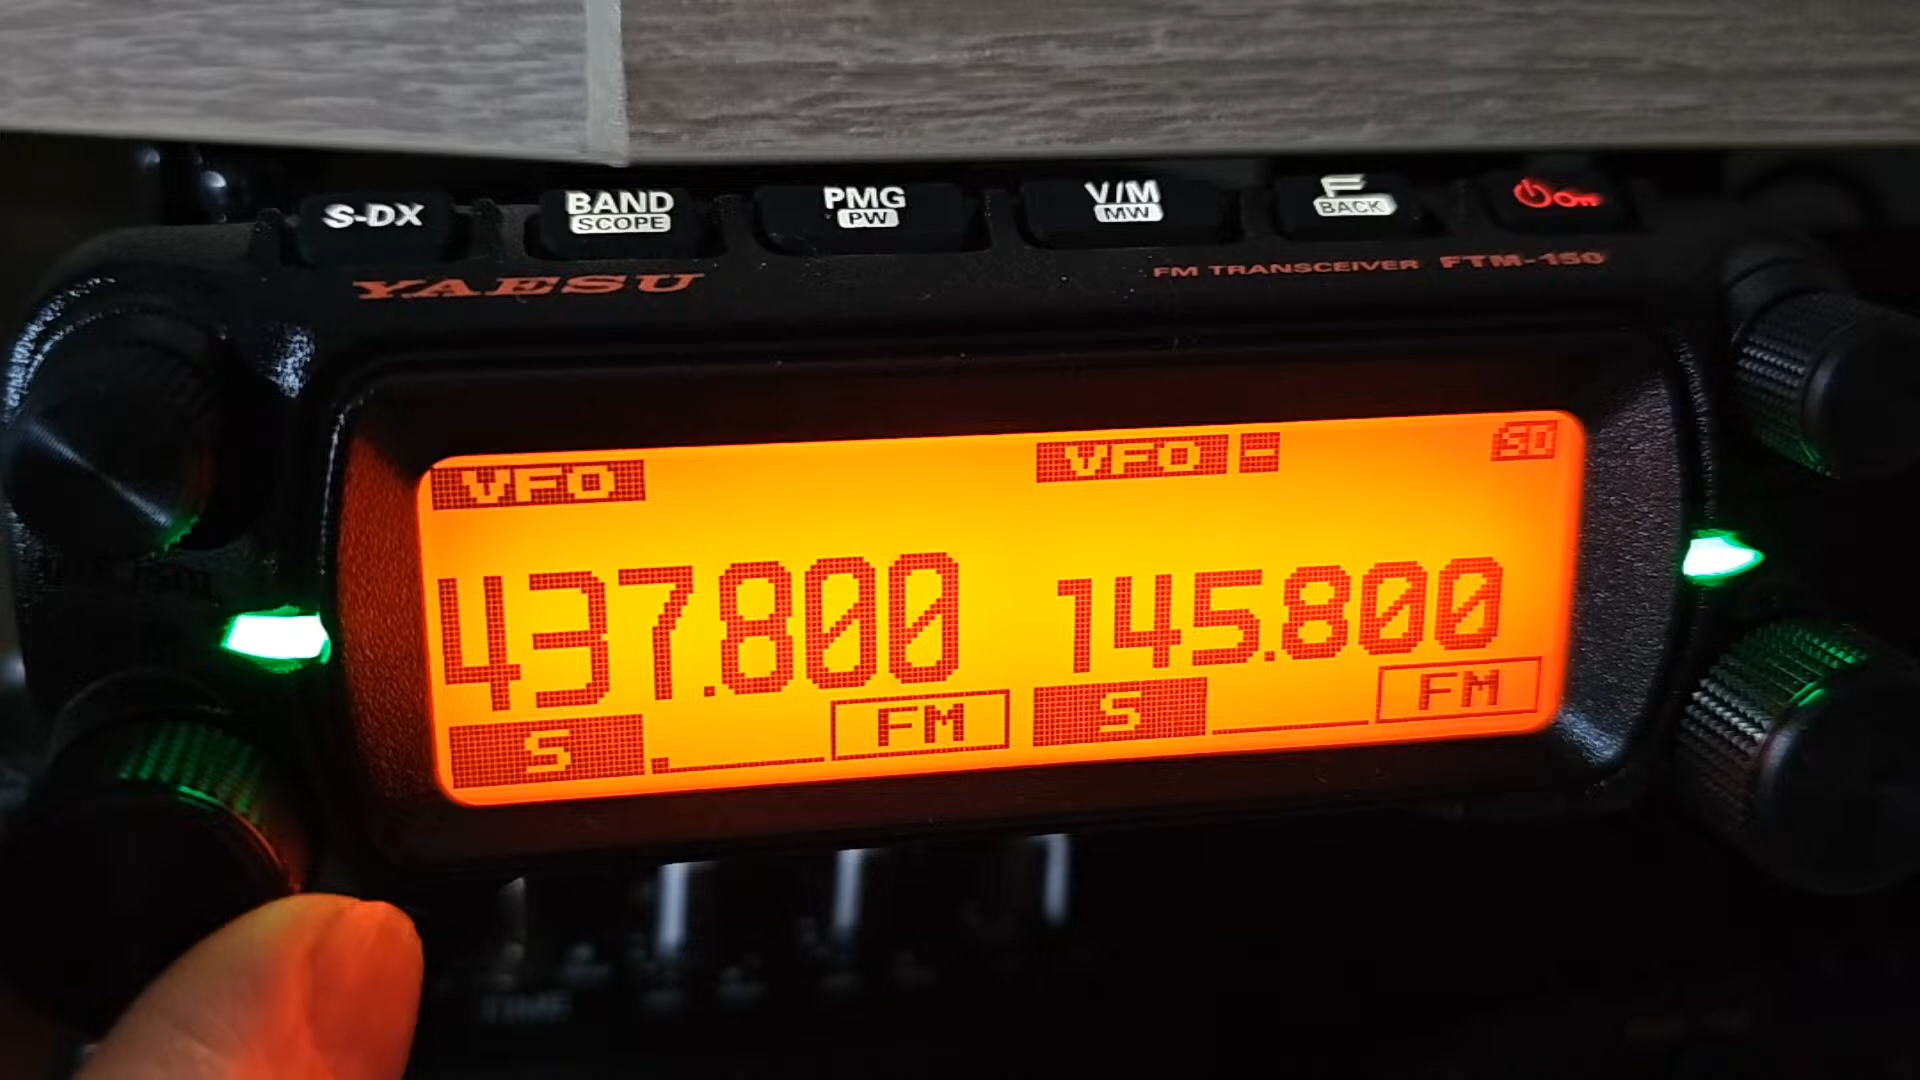 S-DX BAND SCOPE PMG PW V/M MW F BACK On
YAESU FM TRANSCEIVER FTM-150
VFO VFO - SD
437.800 145.800
S FM S FM
TIME